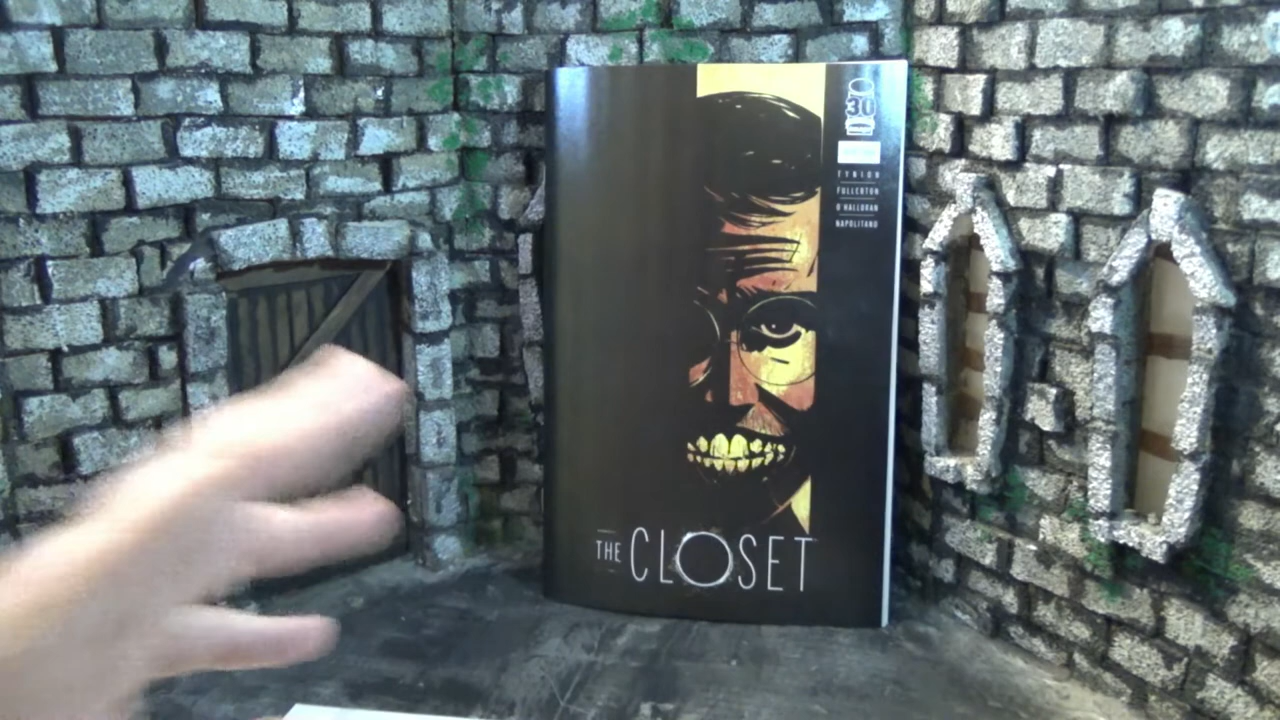 30
TYNION
FULLERTON
O'HALLORAN
NAPOLITANO
THE CLOSET